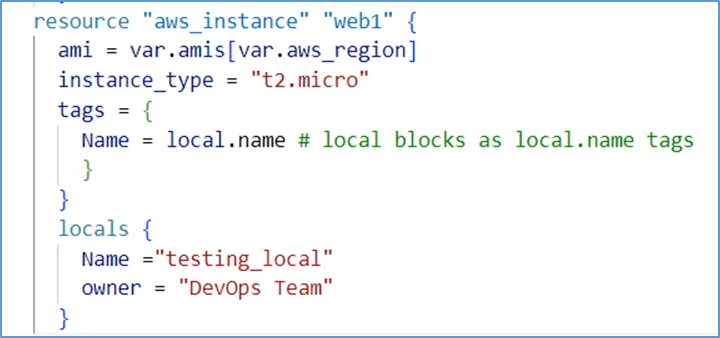 resource "aws_instance" "web1" {
ami = var.amis[var.aws_region]
instance_type = "t2.micro"
tags = {
Name = local.name # local blocks as local.name tags
}
}
locals {
Name ="testing_local"
owner = "DevOps Team"
}